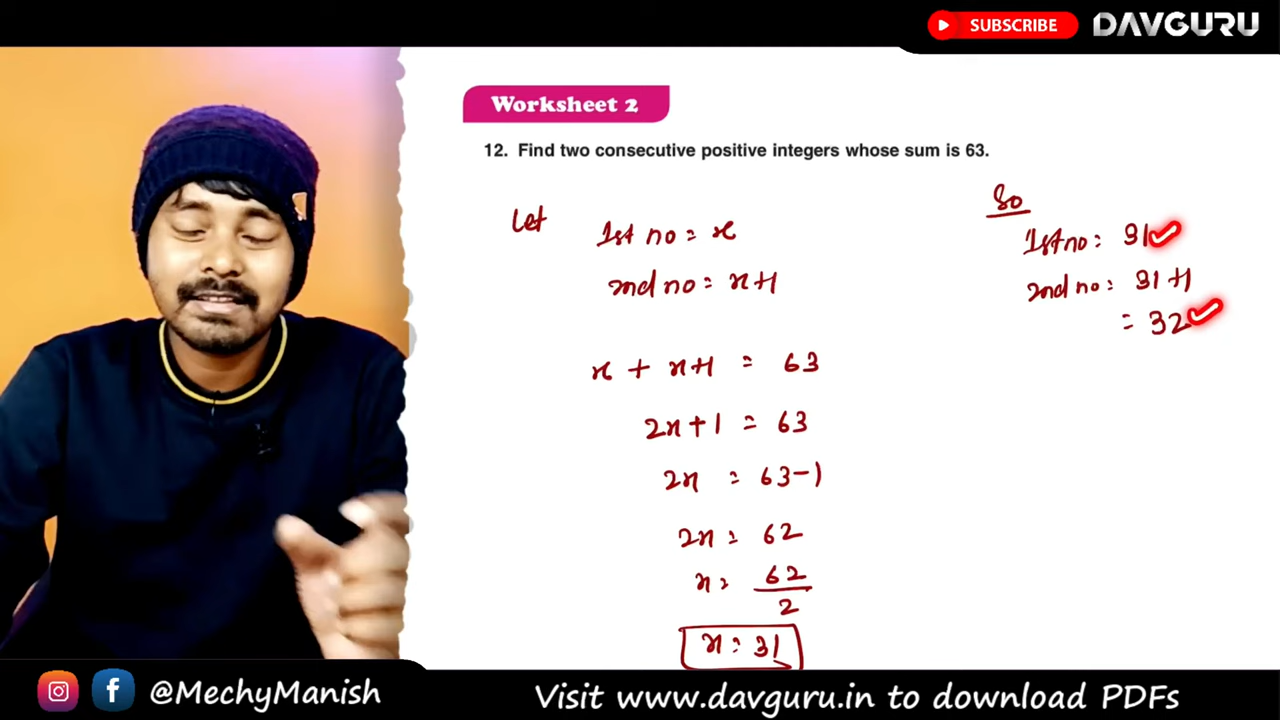 SUBSCRIBE DAVGURU
Worksheet 2
12. Find two consecutive positive integers whose sum is 63.
Let 1st no = x
2nd no = x+1
x + x+1 = 63
2x+1 = 63
2x = 63-1
2x = 62
x = 62/2
x = 31
So
1st no = 31
2nd no = 31+1
= 32
@MechyManish
Visit www.davguru.in to download PDFs